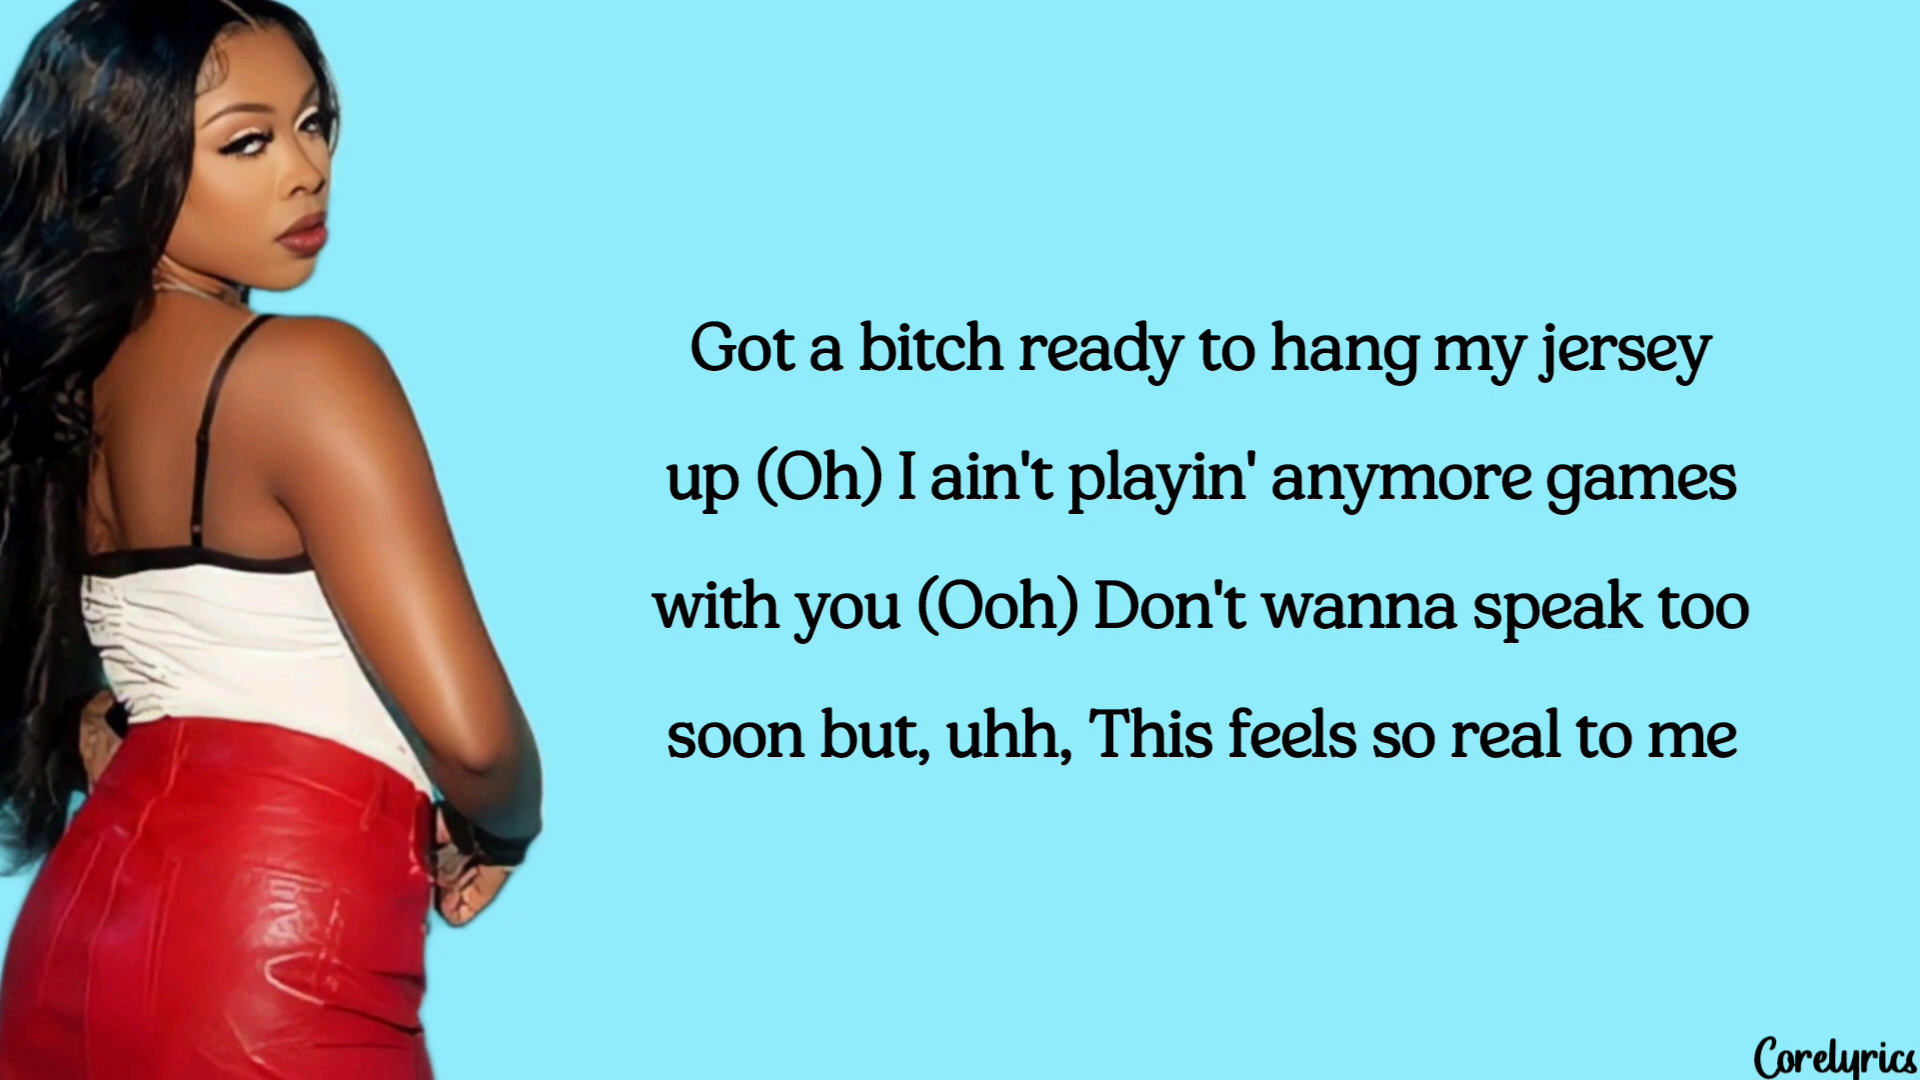 Got a bitch ready to hang my jersey
up (Oh) I ain't playin' anymore games
with you (Ooh) Don't wanna speak too
soon but, uhh, This feels so real to me
Corelyrics